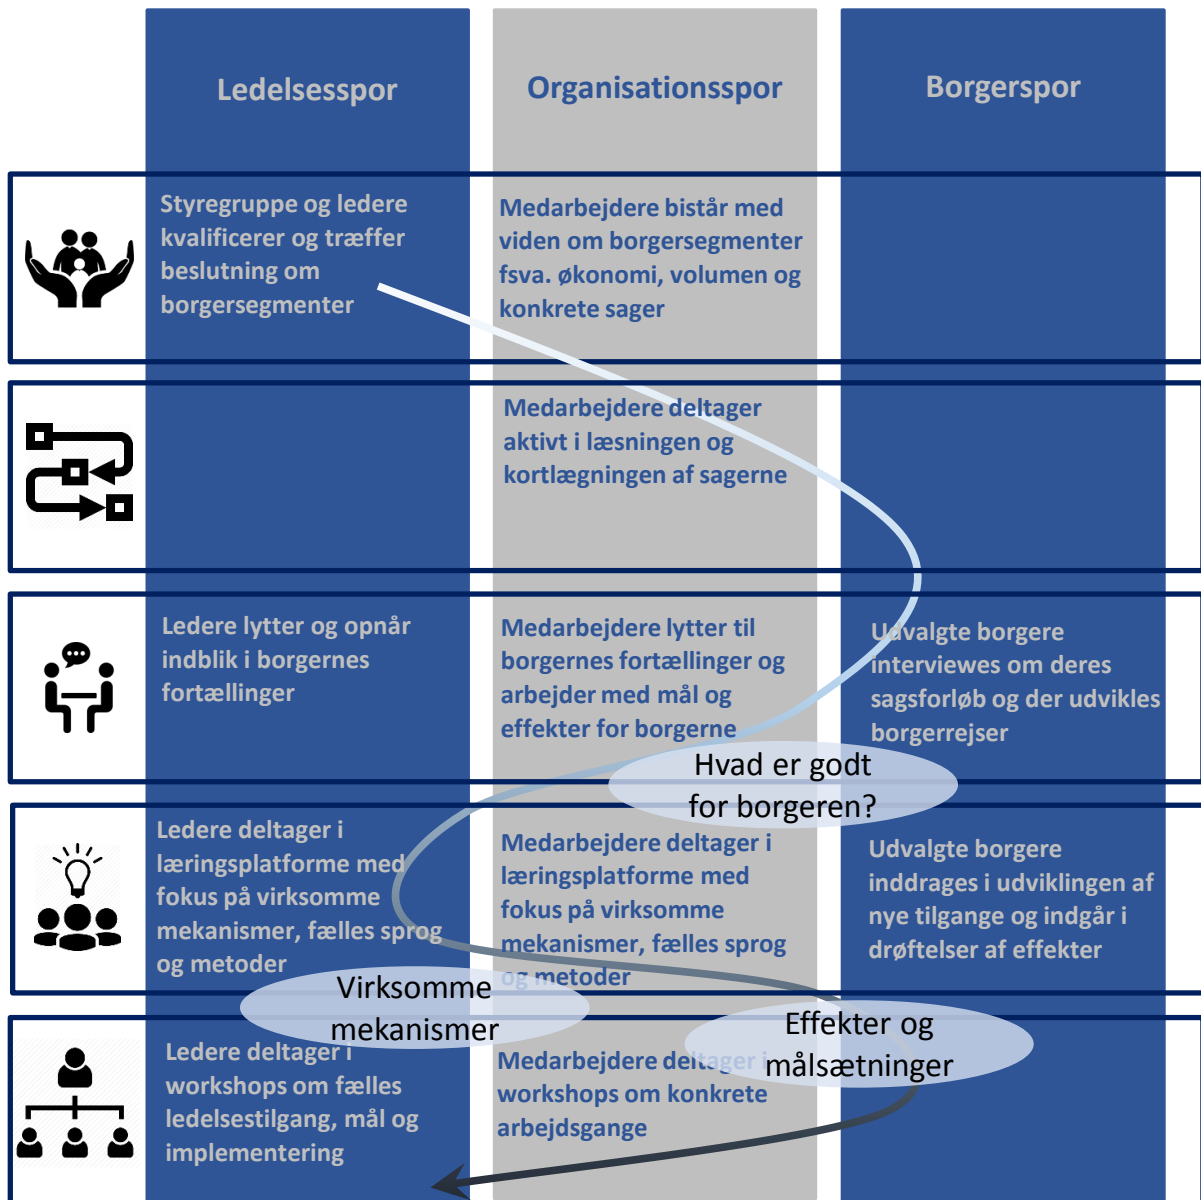 Ledelsesspor
Organisationsspor
Borgerspor
Styregruppe og ledere
kvalificerer og træffer
beslutning om
borgersegmenter
Medarbejdere bistår med
viden om borgersegmenter
fsva. økonomi, volumen og
konkrete sager
Medarbejdere deltager
aktivt i læsningen og
kortlægningen af sagerne
Ledere lytter og opnår
indblik i borgernes
fortællinger
Medarbejdere lytter til
borgernes fortællinger og
arbejder med mål og
effekter for borgerne
Udvalgte borgere
interviewes om deres
sagsforløb og der udvikles
borgerrejser
Hvad er godt
for borgeren?
Ledere deltager i
læringsplatforme med
fokus på virksomme
mekanismer, fælles sprog
og metoder
Medarbejdere deltager i
læringsplatforme med
fokus på virksomme
mekanismer, fælles sprog
og metoder
Udvalgte borgere
inddrages i udviklingen af
nye tilgange og indgår i
drøftelser af effekter
Virksomme
mekanismer
Effekter og
målsætninger
Ledere deltager i
workshops om fælles
ledelsestilgang, mål og
implementering
Medarbejdere deltager i
workshops om konkrete
arbejdsgange